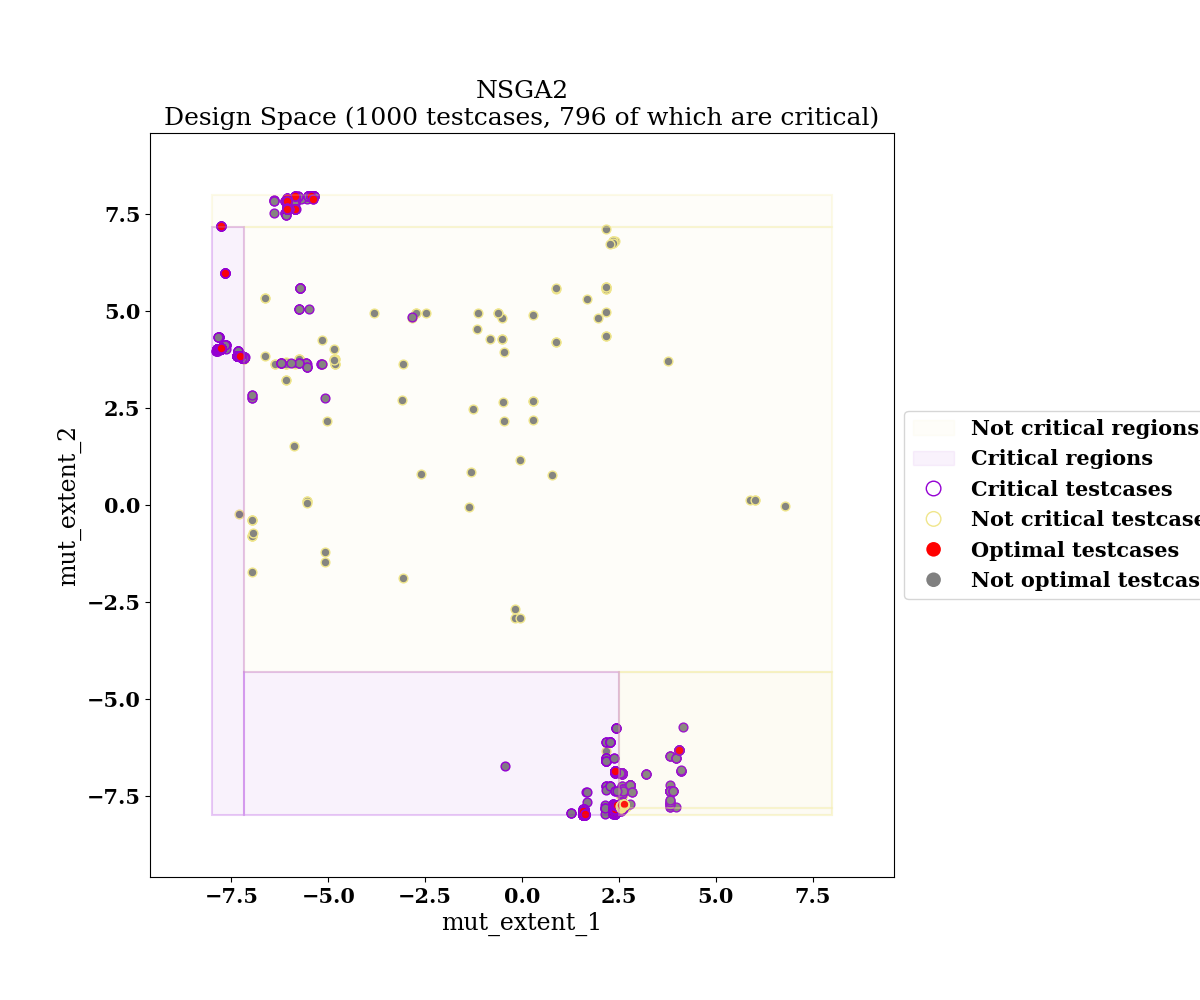 NSGA2
Design Space (1000 testcases, 796 of which are critical)
7.5
5.0
2.5
0.0
−2.5
−5.0
−7.5
mut_extent_2
−7.5
−5.0
−2.5
0.0
2.5
5.0
7.5
mut_extent_1
Not critical regions
Critical regions
Critical testcases
Not critical testcase
Optimal testcases
Not optimal testcas